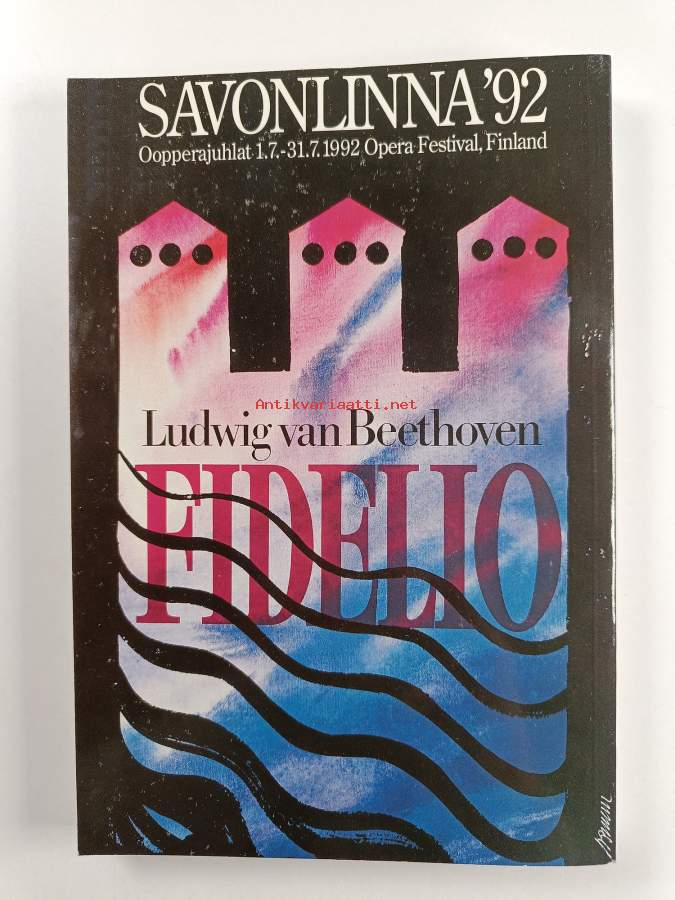 SAVONLINNA '92
Oopperajuhlat 1.7.-31.7.1992 Opera Festival, Finland
Antikvariaatti.net
Ludwig van Beethoven
FIDELIO